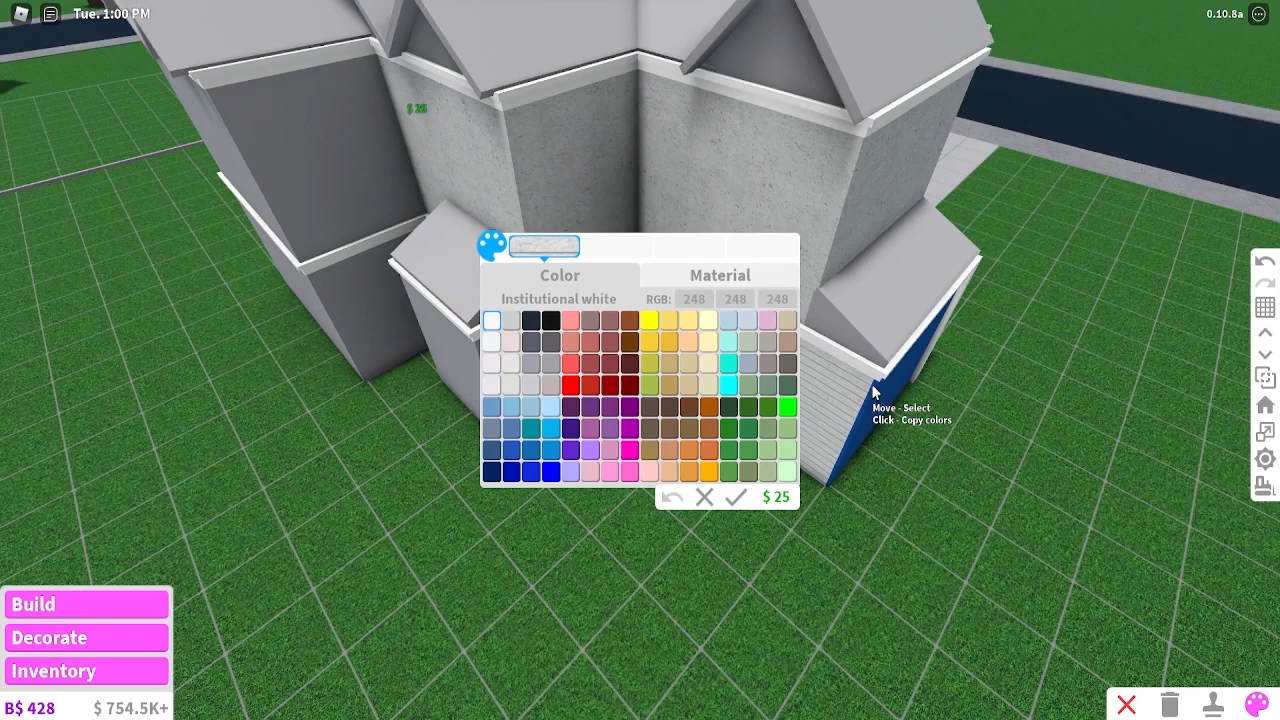 Tue. 1:00 PM
0.10.8a
$ 25
Color
Material
Institutional white
RGB: 248 248 248
Move - Select
Click - Copy colors
$ 25
Build
Decorate
Inventory
B$ 428
$ 754.5K+